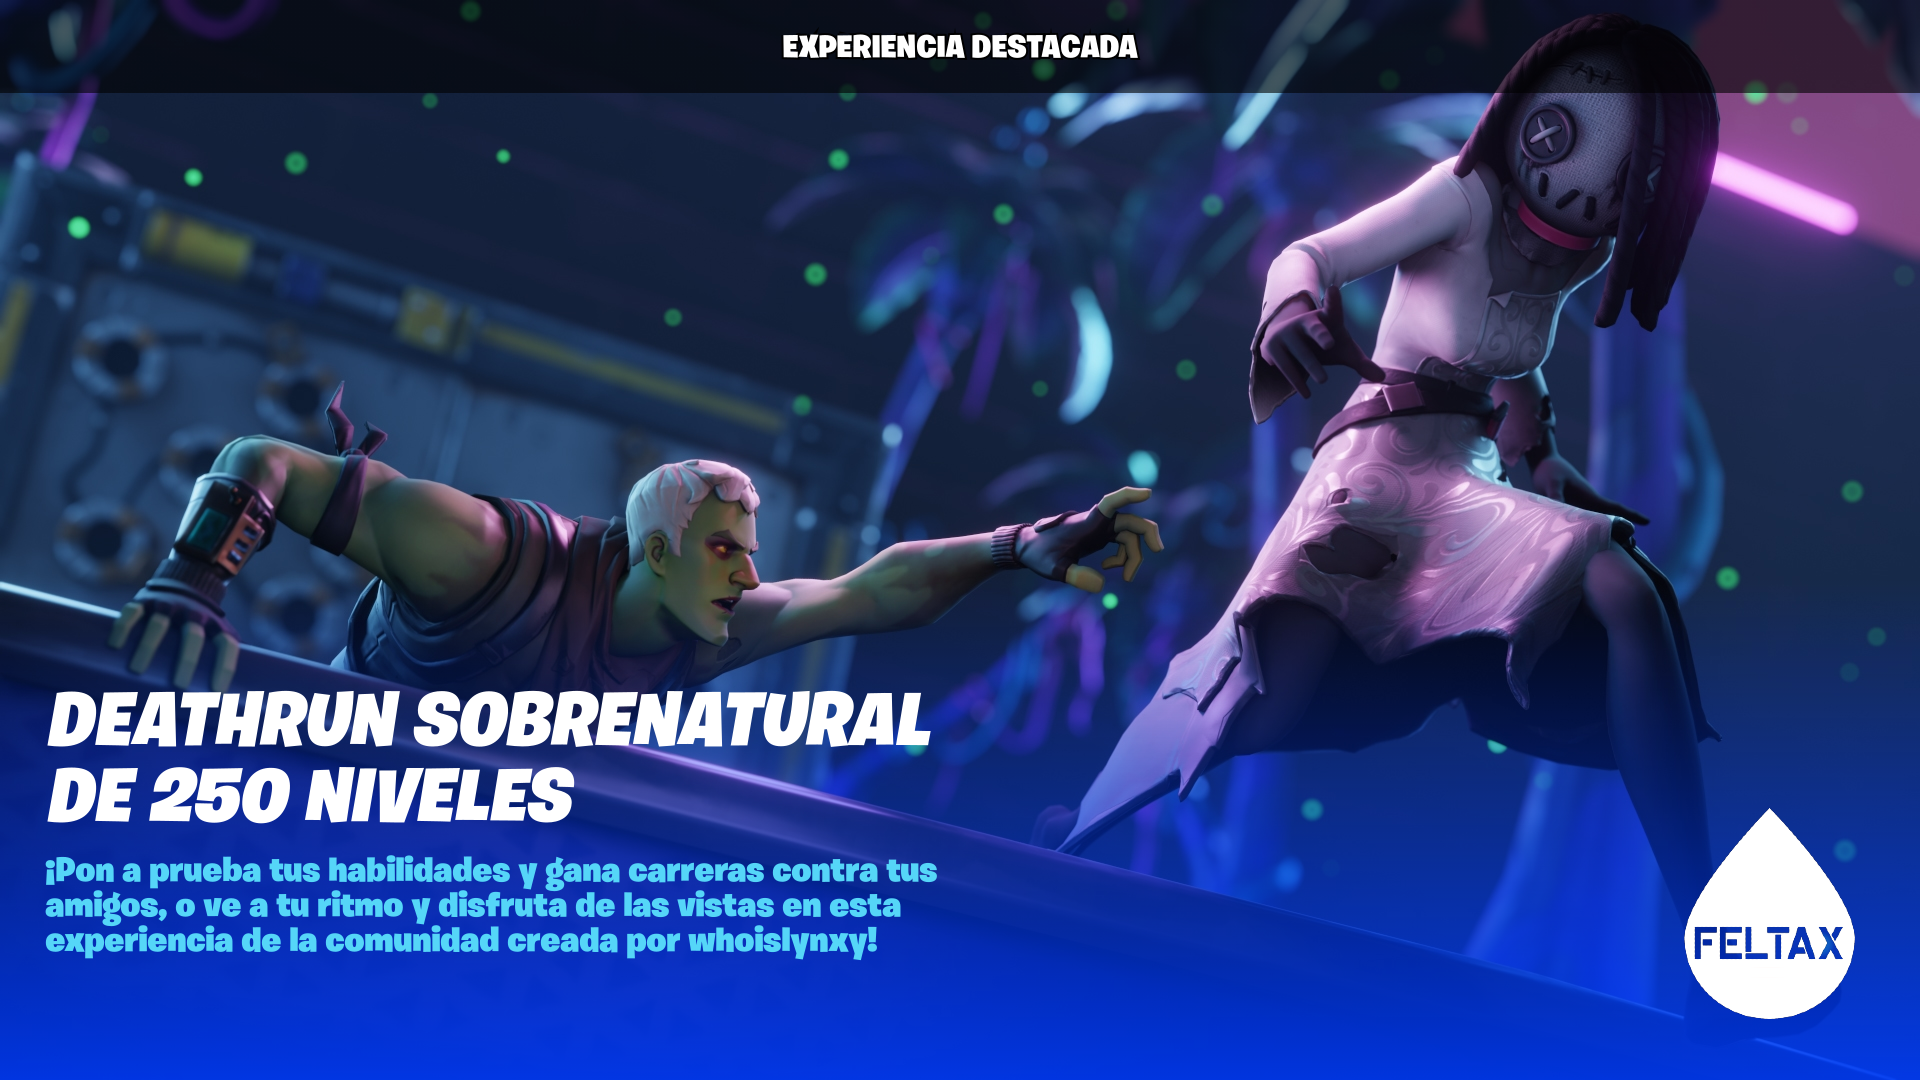 EXPERIENCIA DESTACADA
DEATHRUN SOBRENATURAL
DE 250 NIVELES
¡Pon a prueba tus habilidades y gana carreras contra tus
amigos, o ve a tu ritmo y disfruta de las vistas en esta
experiencia de la comunidad creada por whoislynxy!
FELTAX